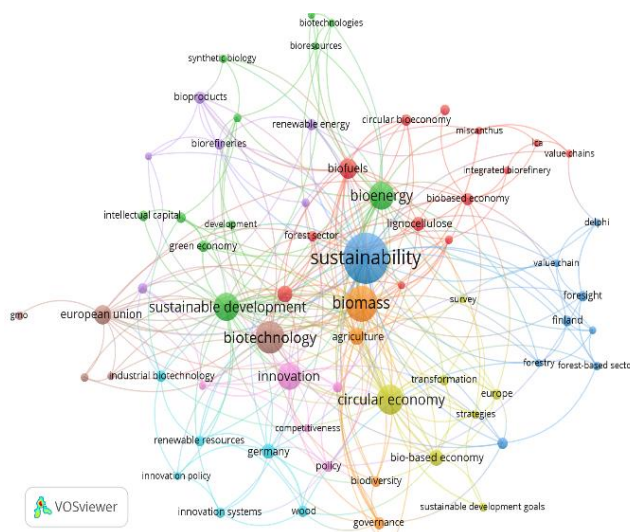 biotechnologies
bioresources
synthetic biology
bioproducts
renewable energy
circular bioeconomy
miscanthus
lca
value chains
biorefineries
integrated biorefinery
biofuels
bioenergy
biobased economy
intellectual capital
development
lignocellulose
delphi
forest sector
green economy
sustainability
value chain
foresight
survey
sustainable development
biomass
european union
gmo
finland
biotechnology
agriculture
forestry
forest-based secto
industrial biotechnology
innovation
transformation
circular economy
europe
strategies
competitiveness
renewable resources
germany
policy
bio-based economy
innovation policy
biodiversity
sustainable development goals
innovation systems
wood
governance
VOSviewer